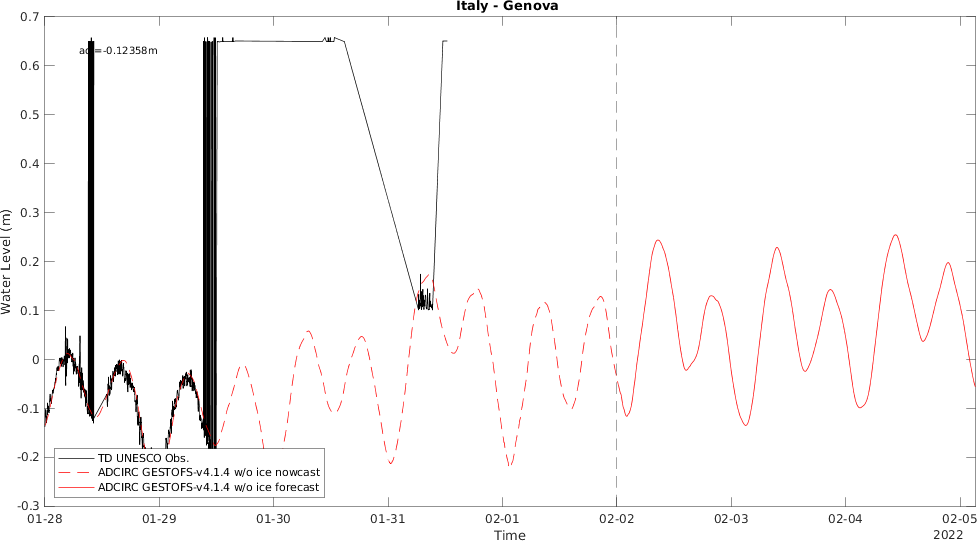 Italy - Genova
0.7
0.6
0.5
0.4
0.3
0.2
0.1
0
-0.1
-0.2
-0.3
Water Level (m)
=-0.12358m
TD UNESCO Obs.
ADCIRC GESTOFS-v4.1.4 w/o ice nowcast
ADCIRC GESTOFS-v4.1.4 w/o ice forecast
01-28 01-29 01-30 01-31 02-01 02-02 02-03 02-04 02-05
Time
2022